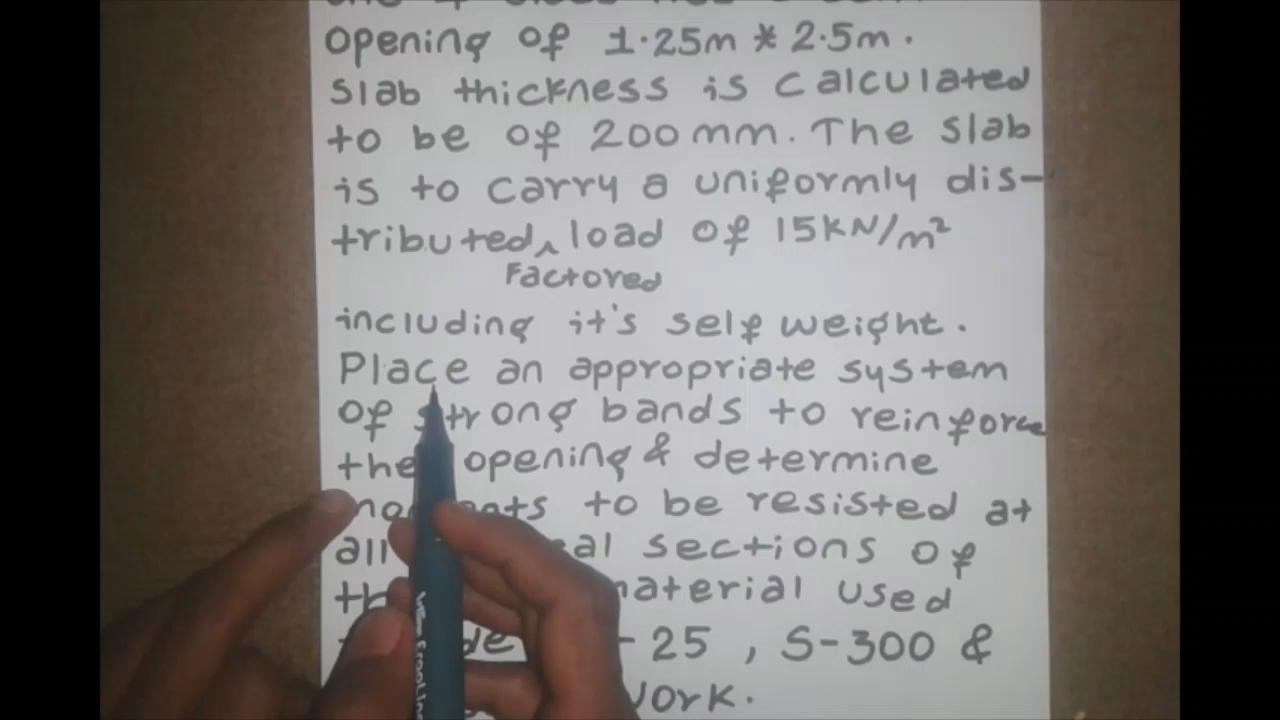 opening of 1.25m * 2.5m.
slab thickness is calculated
to be of 200mm. The slab
is to carry a uniformly dis-
tributed^ load of 15KN/m²
Factored
including it's self weight.
Place an appropriate system
of strong bands to reinforce
the opening & determine
to be resisted at
all sections of
material used
25, S-300 &